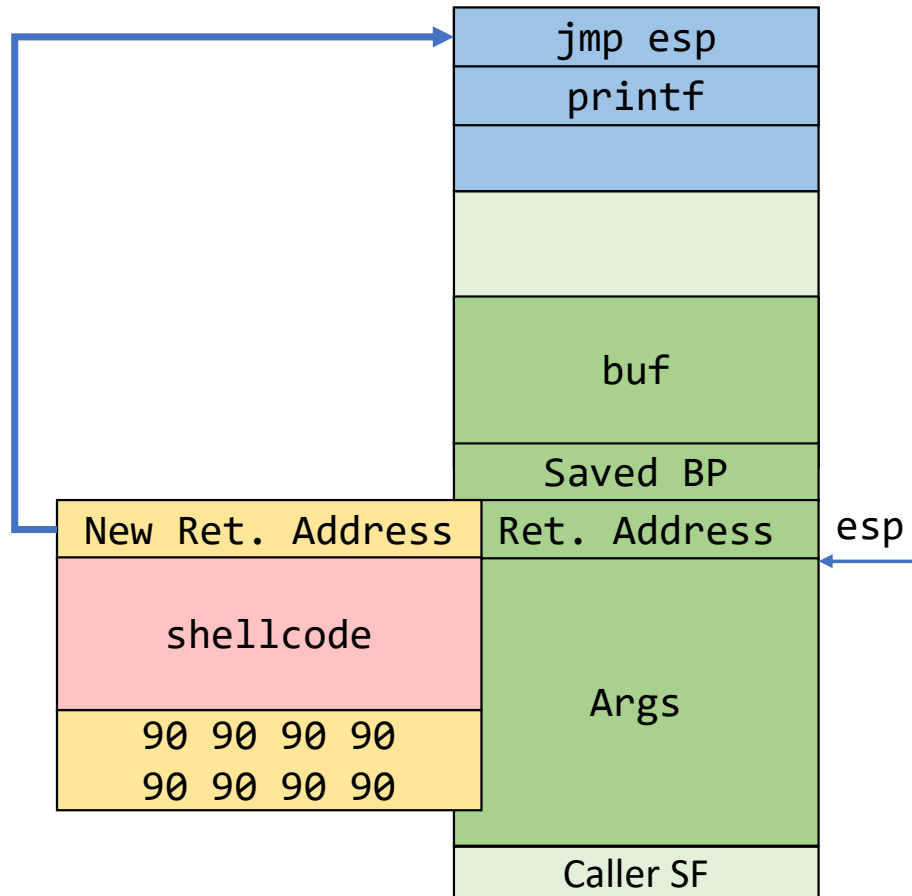 jmp esp
printf
buf
Saved BP
New Ret. Address
Ret. Address
esp
shellcode
Args
90 90 90 90
90 90 90 90
Caller SF